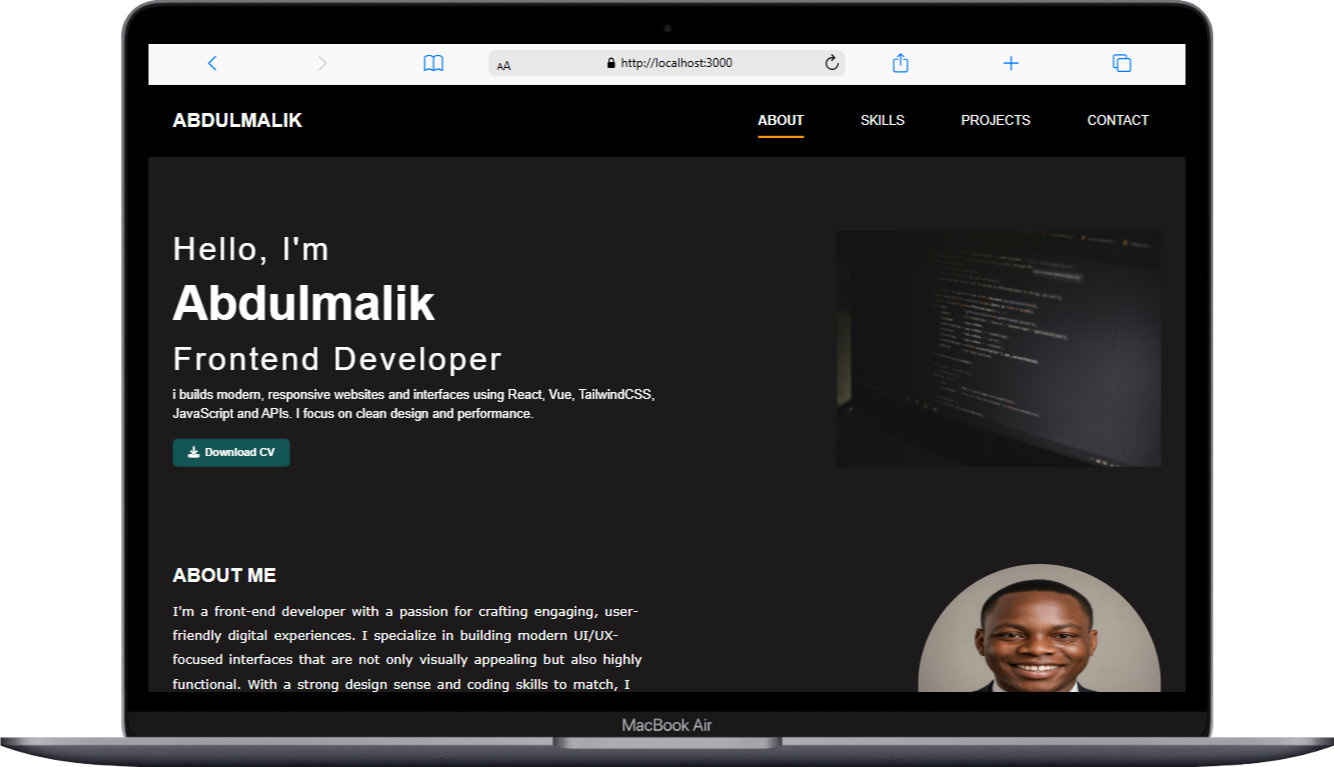 AA http://localhost:3000
ABDULMALIK ABOUT SKILLS PROJECTS CONTACT
Hello, I'm
Abdulmalik
Frontend Developer
i builds modern, responsive websites and interfaces using React, Vue, TailwindCSS,
JavaScript and APIs. I focus on clean design and performance.
Download CV
ABOUT ME
I'm a front-end developer with a passion for crafting engaging, user-
friendly digital experiences. I specialize in building modern UI/UX-
focused interfaces that are not only visually appealing but also highly
functional. With a strong design sense and coding skills to match, I
MacBook Air